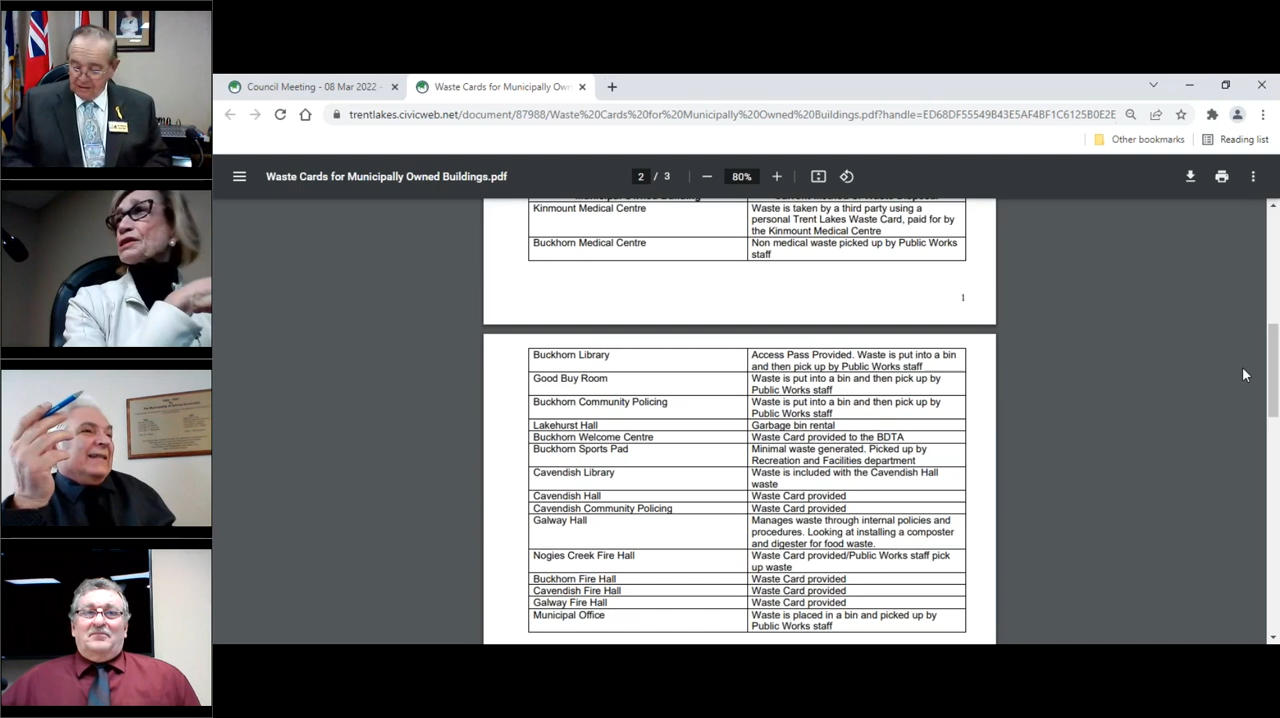 Council Meeting - 08 Mar 2022 -
Waste Cards for Municipally Own
trentlakes.civicweb.net/document/87988/Waste%20Cards%20for%20Municipally%20Owned%20Buildings.pdf?handle=ED68DF55549B43E5AF4BF1C6125B0E2E
Other bookmarks
Reading list
Waste Cards for Municipally Owned Buildings.pdf
2 / 3
80%
Kinmount Medical Centre
Waste is taken by a third party using a
personal Trent Lakes Waste Card, paid for by
the Kinmount Medical Centre
Buckhorn Medical Centre
Non medical waste picked up by Public Works
staff
1
Buckhorn Library
Access Pass Provided. Waste is put into a bin
and then pick up by Public Works staff
Good Buy Room
Waste is put into a bin and then pick up by
Public Works staff
Buckhorn Community Policing
Waste is put into a bin and then pick up by
Public Works staff
Lakehurst Hall
Garbage bin rental
Buckhorn Welcome Centre
Waste Card provided to the BDTA
Buckhorn Sports Pad
Minimal waste generated. Picked up by
Recreation and Facilities department
Cavendish Library
Waste is included with the Cavendish Hall
waste
Cavendish Hall
Waste Card provided
Cavendish Community Policing
Waste Card provided
Galway Hall
Manages waste through internal policies and
procedures. Looking at installing a composter
and digester for food waste.
Nogies Creek Fire Hall
Waste Card provided/Public Works staff pick
up waste
Buckhorn Fire Hall
Waste Card provided
Cavendish Fire Hall
Waste Card provided
Galway Fire Hall
Waste Card provided
Municipal Office
Waste is placed in a bin and picked up by
Public Works staff